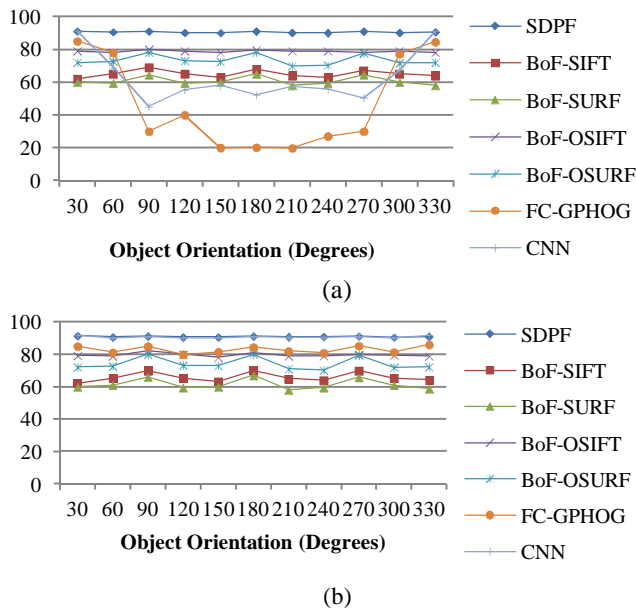 (a)
100
80
60
40
20
0
30 60 90 120 150 180 210 240 270 300 330
Object Orientation (Degrees)
SDPF
BoF-SIFT
BoF-SURF
BoF-OSIFT
BoF-OSURF
FC-GPHOG
CNN
(a)
100
80
60
40
20
0
30 60 90 120 150 180 210 240 270 300 330
Object Orientation (Degrees)
SDPF
BoF-SIFT
BoF-SURF
BoF-OSIFT
BoF-OSURF
FC-GPHOG
CNN
(b)